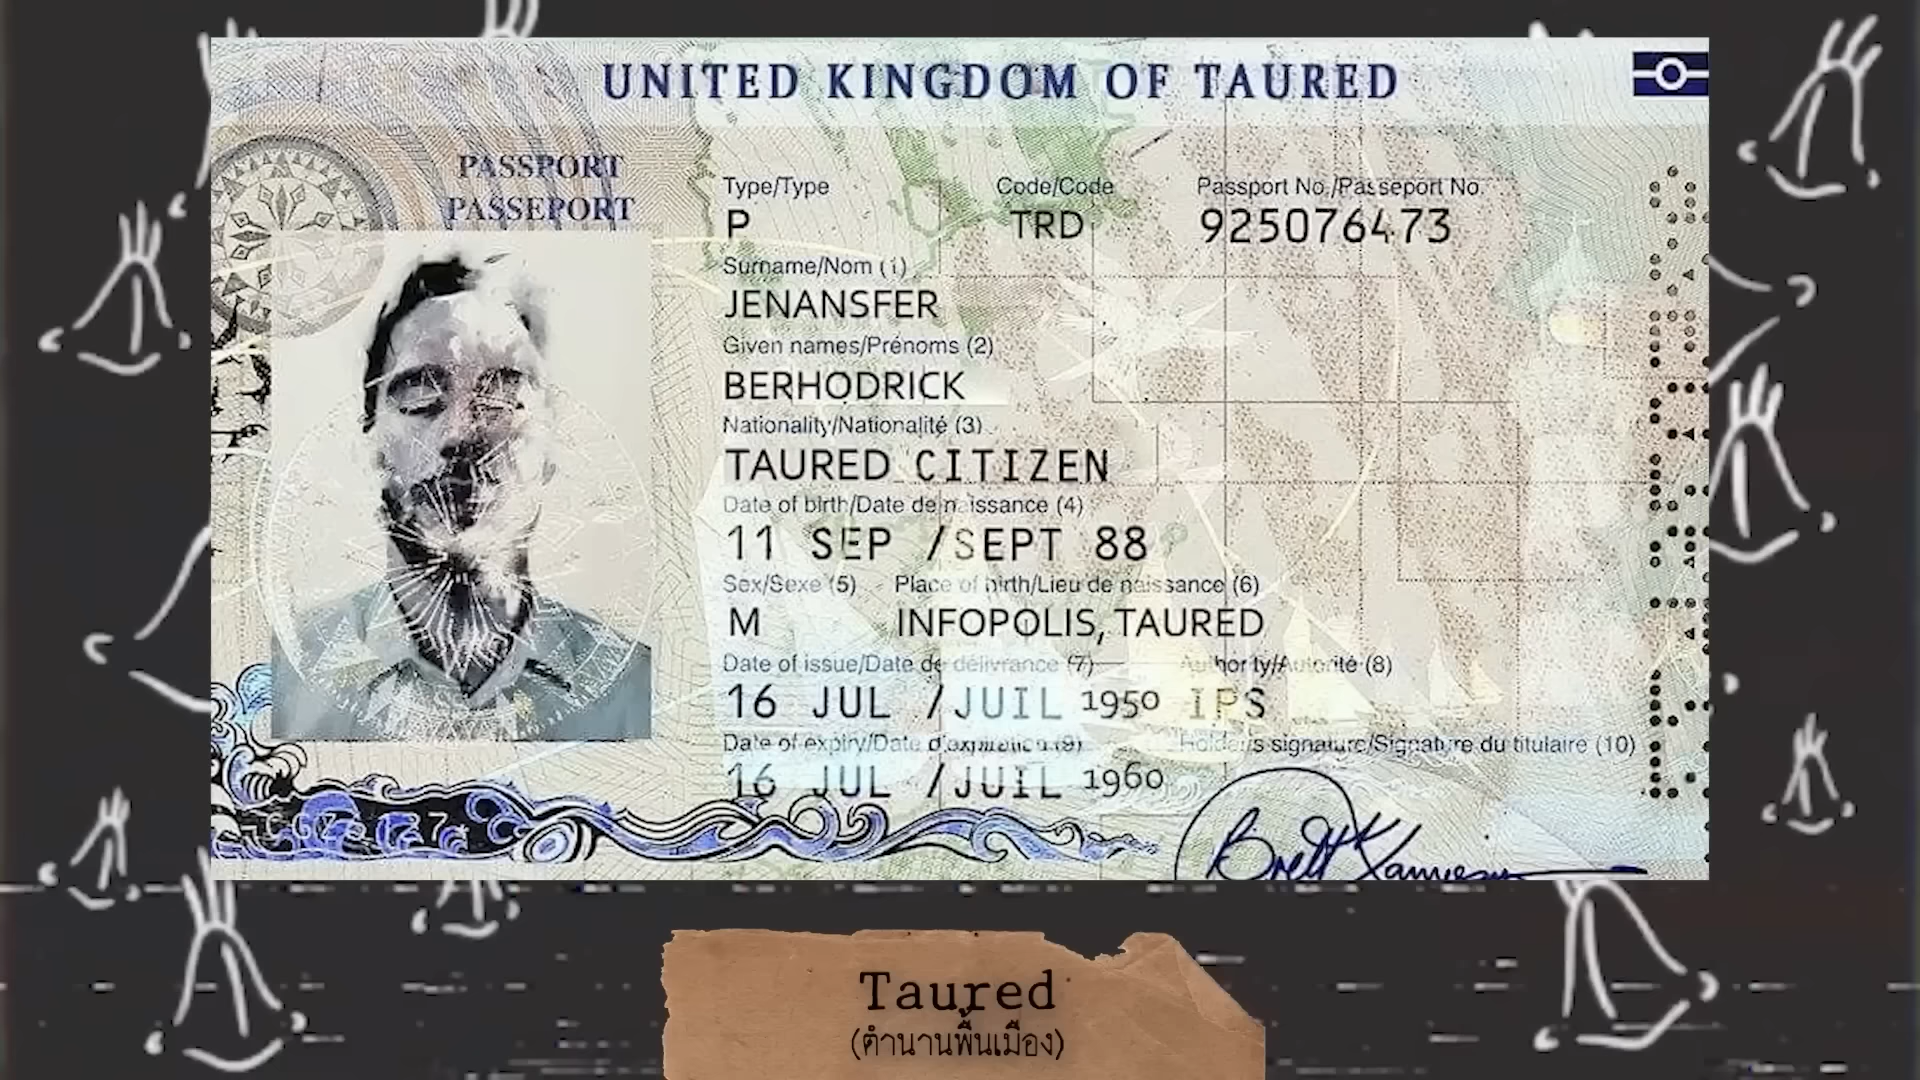 UNITED KINGDOM OF TAURED
PASSPORT
PASSEPORT
Type/Type
Code/Code
Passport No./Passeport No.
P
TRD
925076473
Surname/Nom (i)
JENANSFER
Given names/Prénoms (2)
BERHODRICK
Nationality/Nationalité (3)
TAURED CITIZEN
Date of birth/Date de naissance (4)
11 SEP /SEPT 88
Sex/Sexe (5)
Place of birth/Lieu de naissance (6)
M
INFOPOLIS, TAURED
Date of issue/Date de délivrance (7)
Authority/Autorité (8)
16 JUL /JUIL 1950
IPS
Date of expiry/Date d'expiration (9)
Holder's signature/Signature du titulaire (10)
16 JUL /JUIL 1960
Brett
Taured
(ตำนานพื้นเมือง)